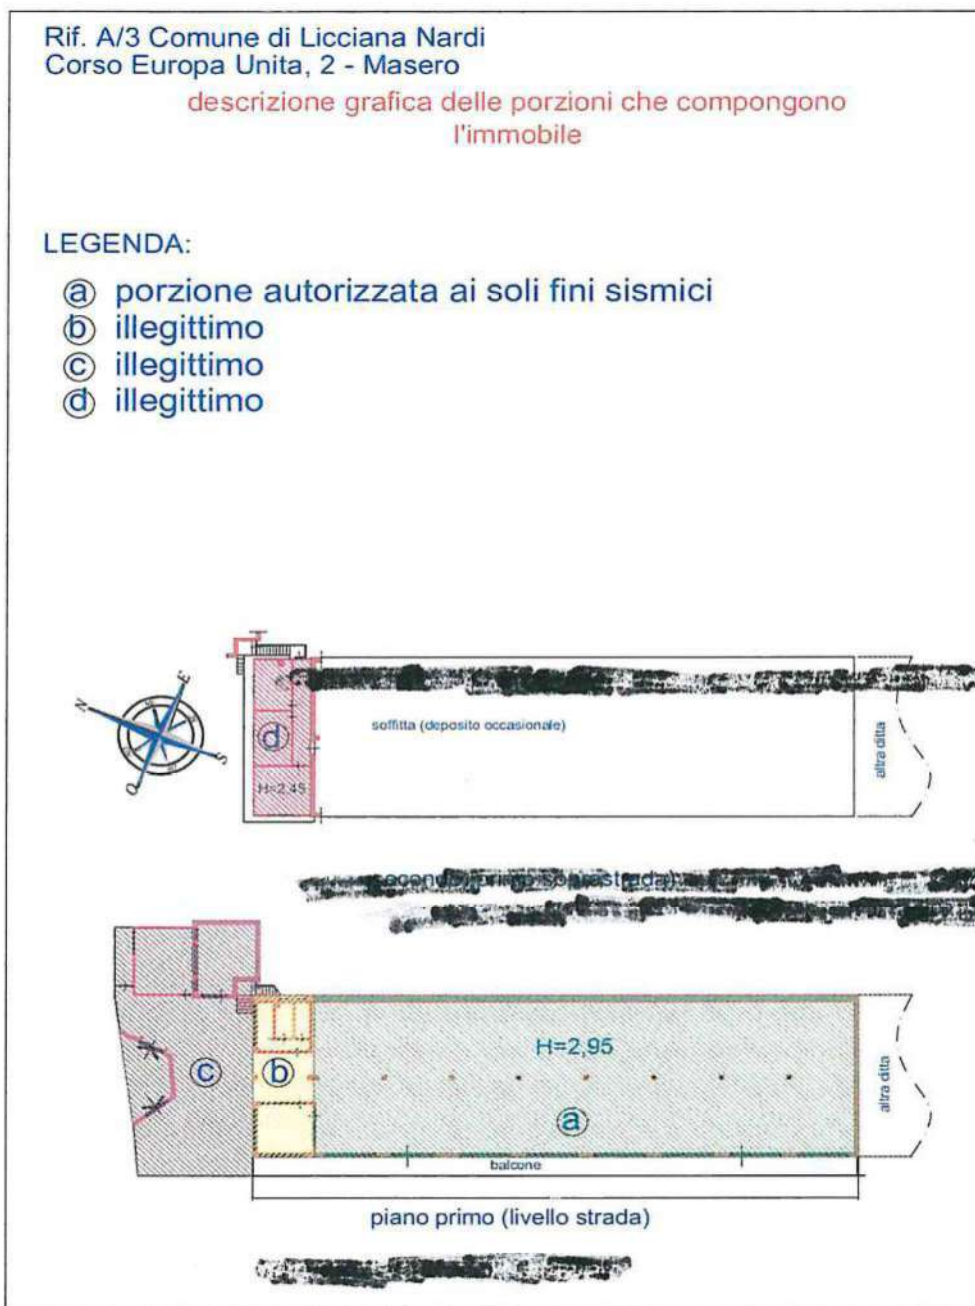 Rif. A/3 Comune di Licciana Nardi
Corso Europa Unita, 2 - Masero
descrizione grafica delle porzioni che compongono
l'immobile
LEGENDA:
a porzione autorizzata ai soli fini sismici
b illegittimo
c illegittimo
d illegittimo
N
E
S
O
soffitta (deposito occasionale)
d
H=2,45
altra ditta
soprastrada)
H=2,95
c
b
a
altra ditta
balcone
piano primo (livello strada)